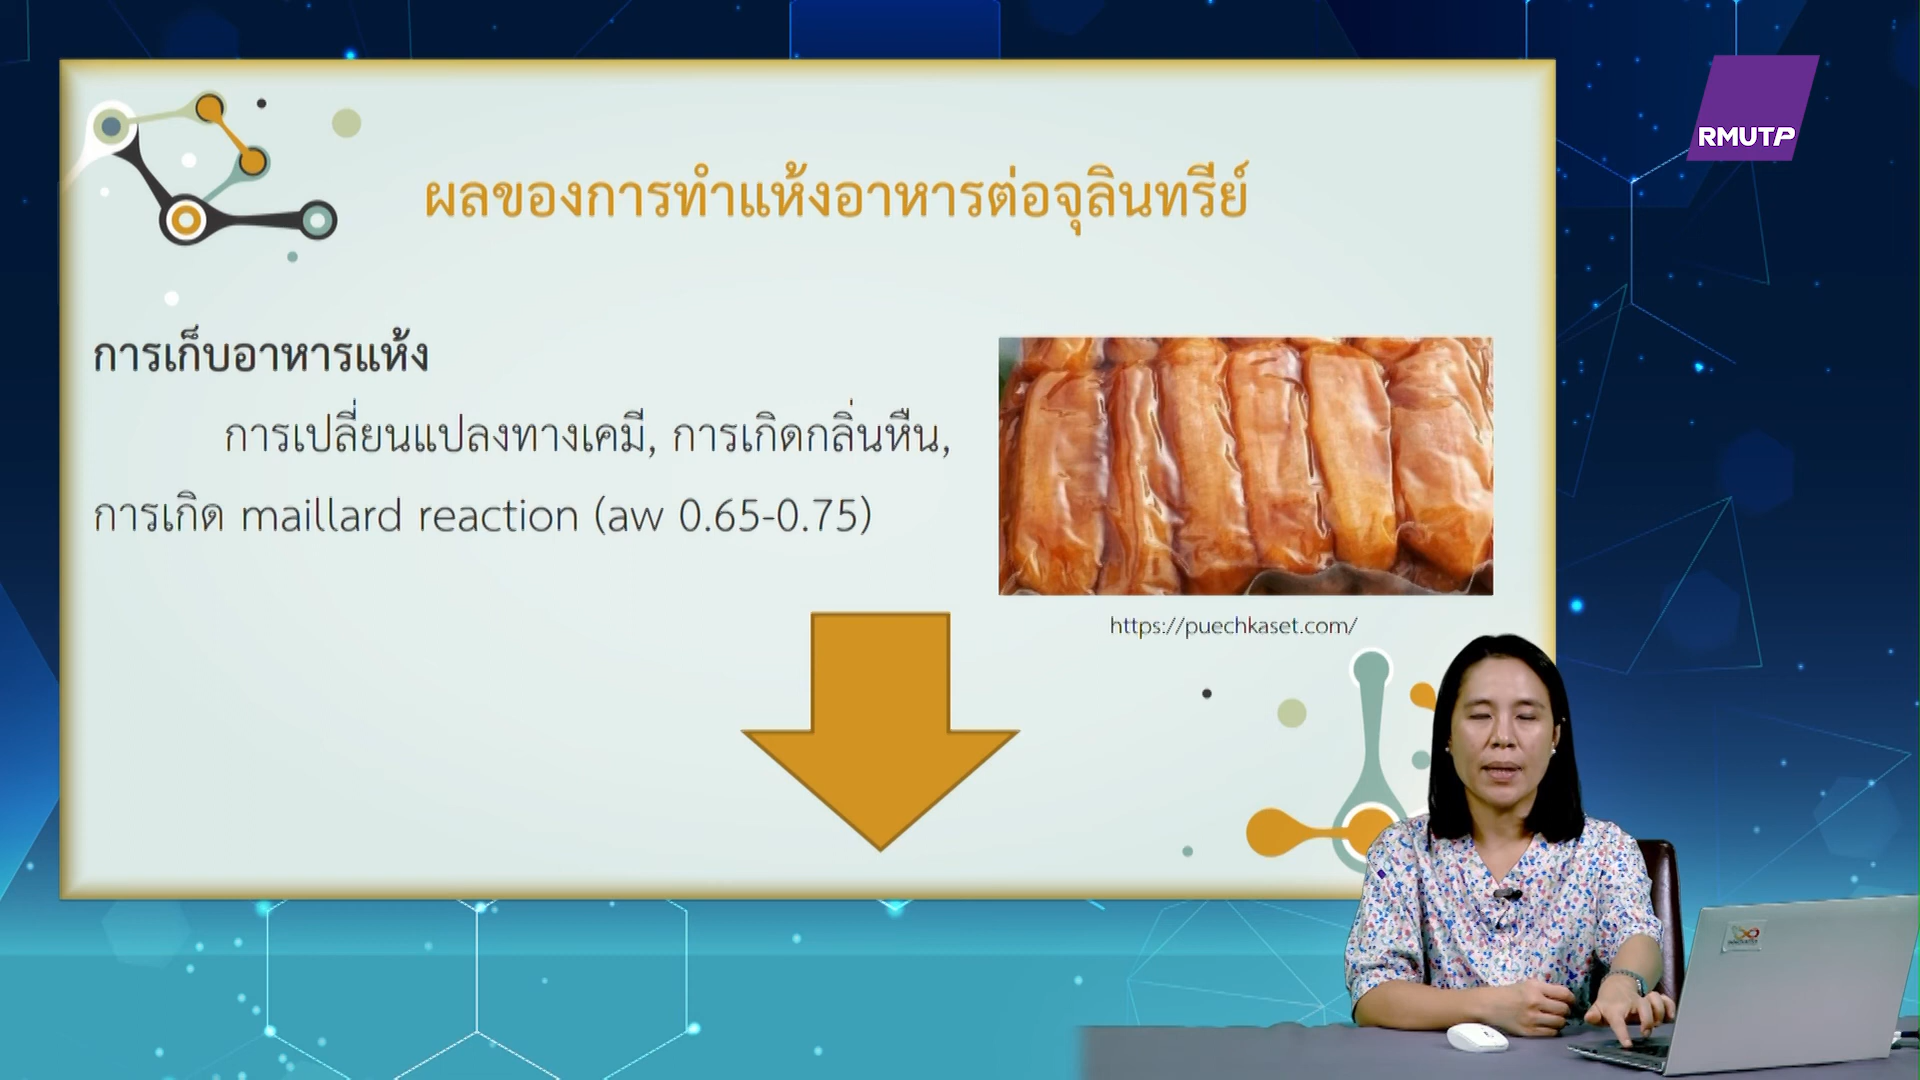 RMUTP
ผลของการทำแห้งอาหารต่อจุลินทรีย์
การเก็บอาหารแห้ง
การเปลี่ยนแปลงทางเคมี, การเกิดกลิ่นหืน,
การเกิด maillard reaction (aw 0.65-0.75)
https://puechkaset.com/